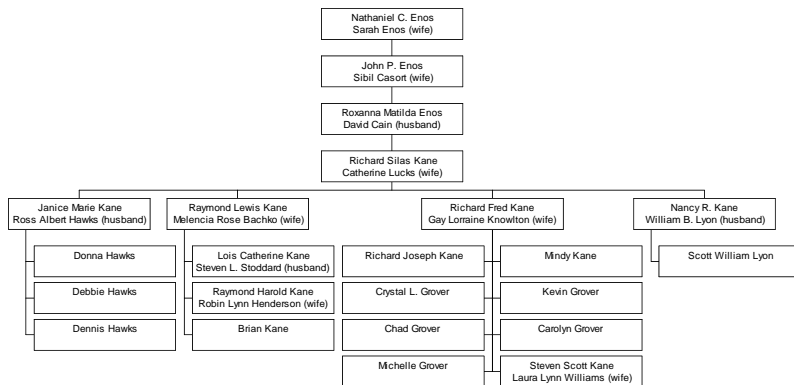 Nathaniel C. Enos
Sarah Enos (wife)
John P. Enos
Sibil Casort (wife)
Roxanna Matilda Enos
David Cain (husband)
Richard Silas Kane
Catherine Lucks (wife)
Janice Marie Kane
Ross Albert Hawks (husband)
Raymond Lewis Kane
Melencia Rose Bachko (wife)
Richard Fred Kane
Gay Lorraine Knowlton (wife)
Nancy R. Kane
William B. Lyon (husband)
Donna Hawks
Debbie Hawks
Dennis Hawks
Lois Catherine Kane
Steven L. Stoddard (husband)
Raymond Harold Kane
Robin Lynn Henderson (wife)
Brian Kane
Richard Joseph Kane
Mindy Kane
Crystal L. Grover
Kevin Grover
Chad Grover
Carolyn Grover
Michelle Grover
Steven Scott Kane
Laura Lynn Williams (wife)
Scott William Lyon